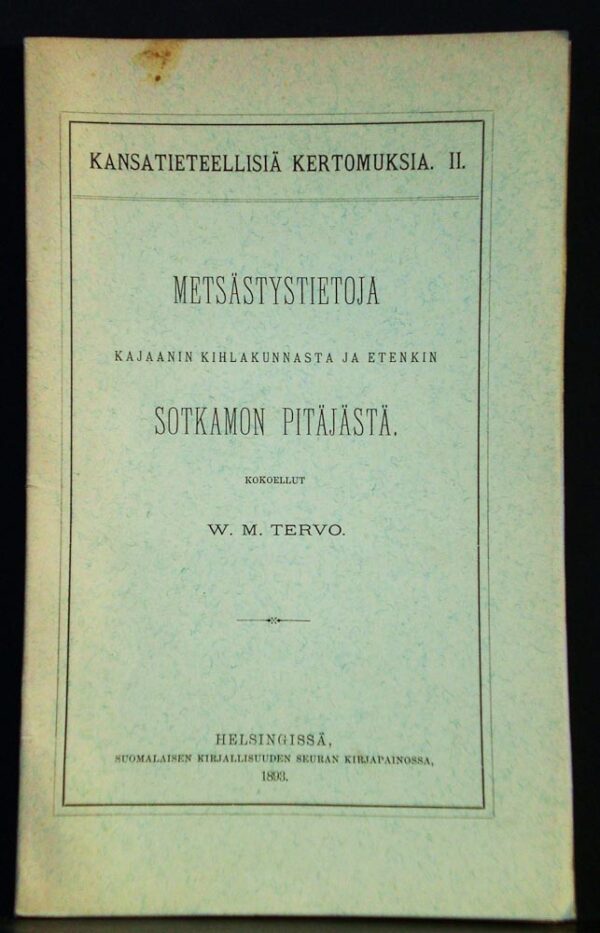 KANSATIETEELLISIÄ KERTOMUKSIA. II.
METSÄSTYSTIETOJA
KAJAANIN KIHLAKUNNASTA JA ETENKIN
SOTKAMON PITÄJÄSTÄ.
KOKOELLUT
W. M. TERVO.
HELSINGISSÄ,
SUOMALAISEN KIRJALLISUUDEN SEURAN KIRJAPAINOSSA,
1893.